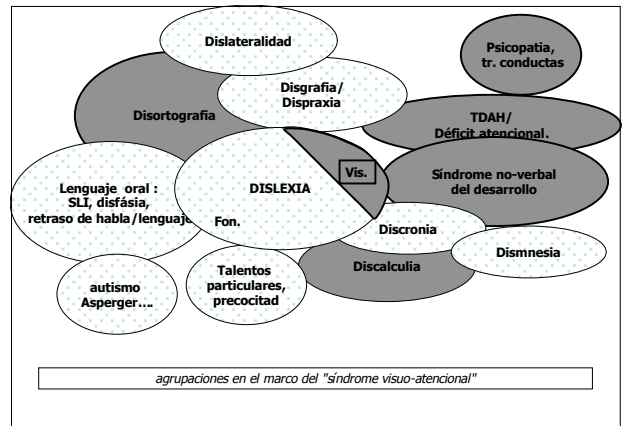 Dislateralidad
Psicopatia,
tr. conductas
Disgrafia/
Dispraxia
Disortografia
TDAH/
Déficit atencional.
Vis.
Síndrome no-verbal
del desarrollo
Lenguaje oral :
SLI, disfásia,
retraso de habla/lenguaje
DISLEXIA
Fon.
Discronia
Dismnesia
Discalculia
Talentos
particulares,
precocitad
autismo
Asperger....
agrupaciones en el marco del "síndrome visuo-atencional"